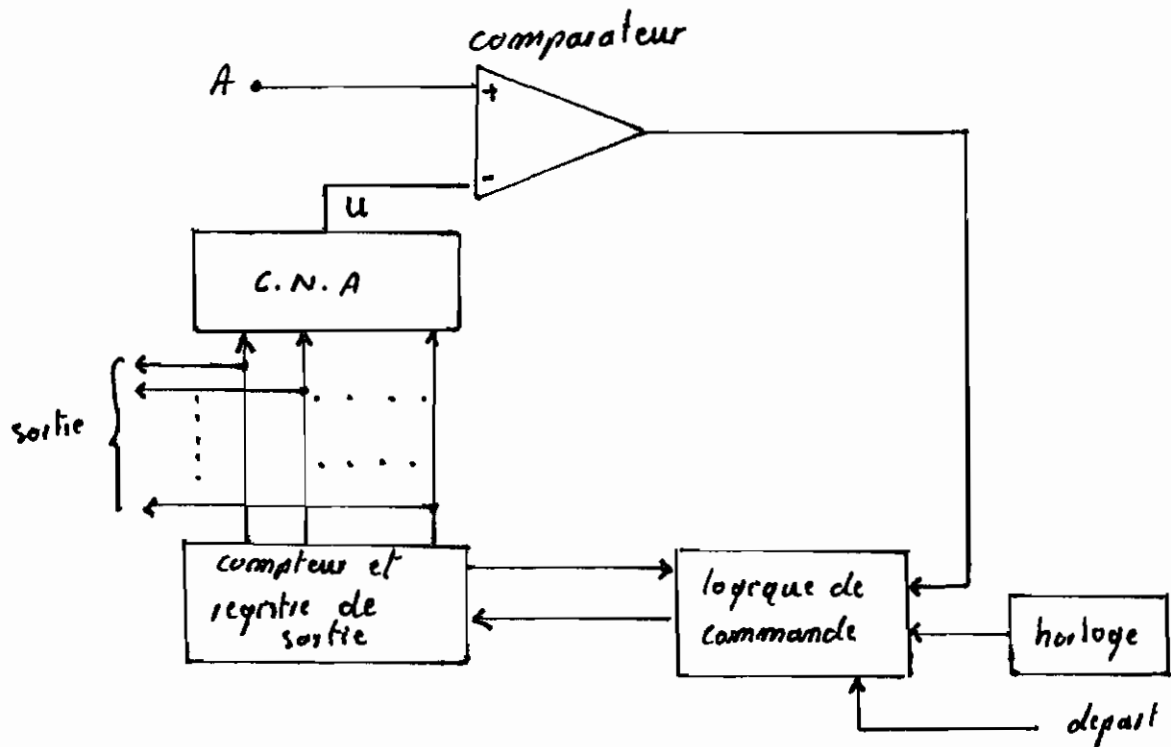 comparateur
A
+
-
u
C.N.A
sortie
compteur et
registre de
sortie
logique de
commande
horloge
depart